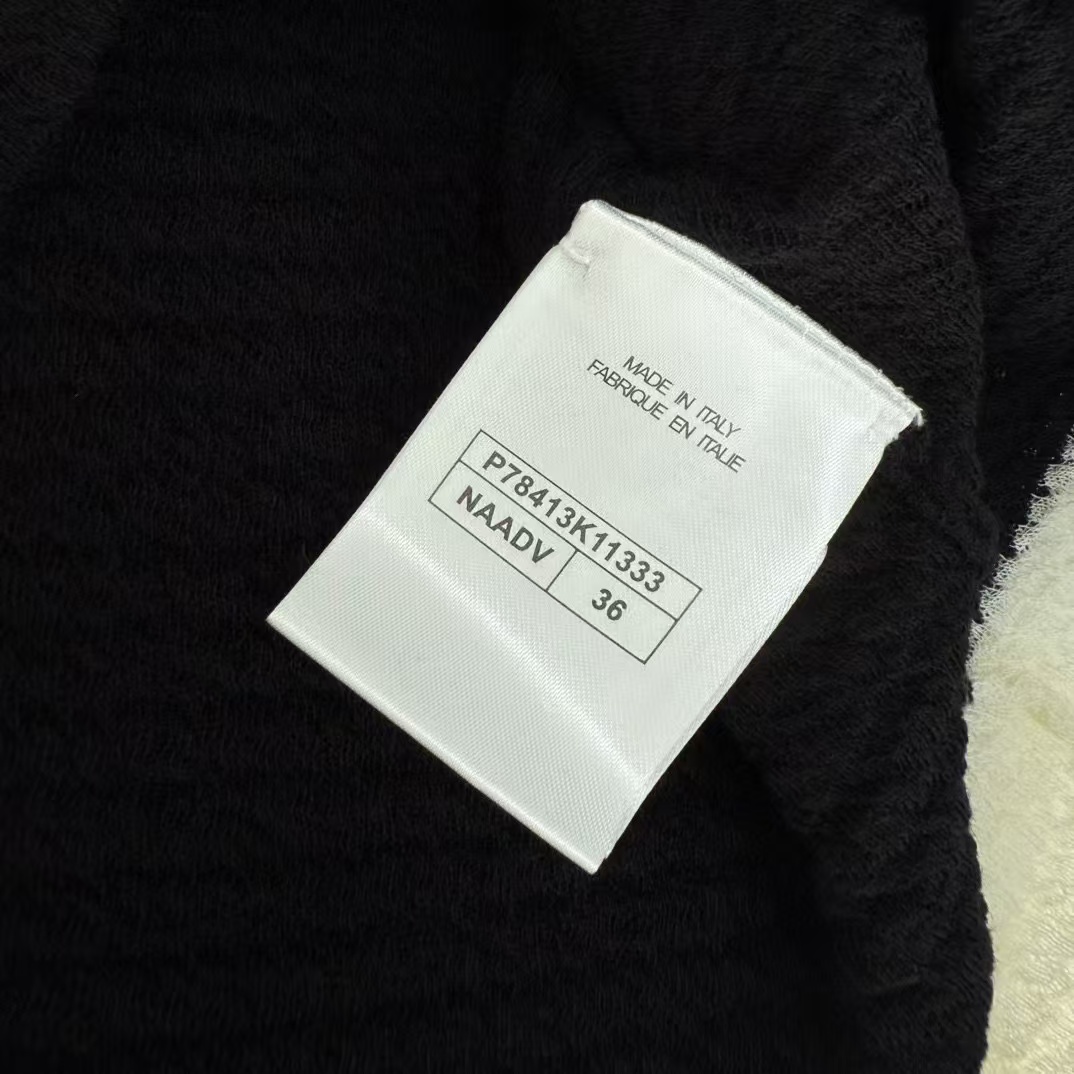 MADE IN ITALY
FABRIQUE EN ITALIE
P78413K11333
NAADV 36